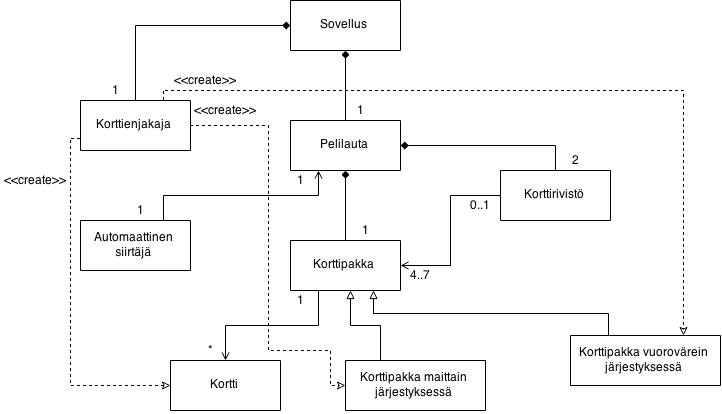 Sovellus
<<create>>
1
<<create>>
1
Korttienjakaja
Pelilauta
2
<<create>>
1
Korttirivistö
1
0..1
Automaattinen
siirtäjä
1
Korttipakka
4..7
1
*
Kortti
Korttipakka maittain
järjestyksessä
Korttipakka vuorovärein
järjestyksessä